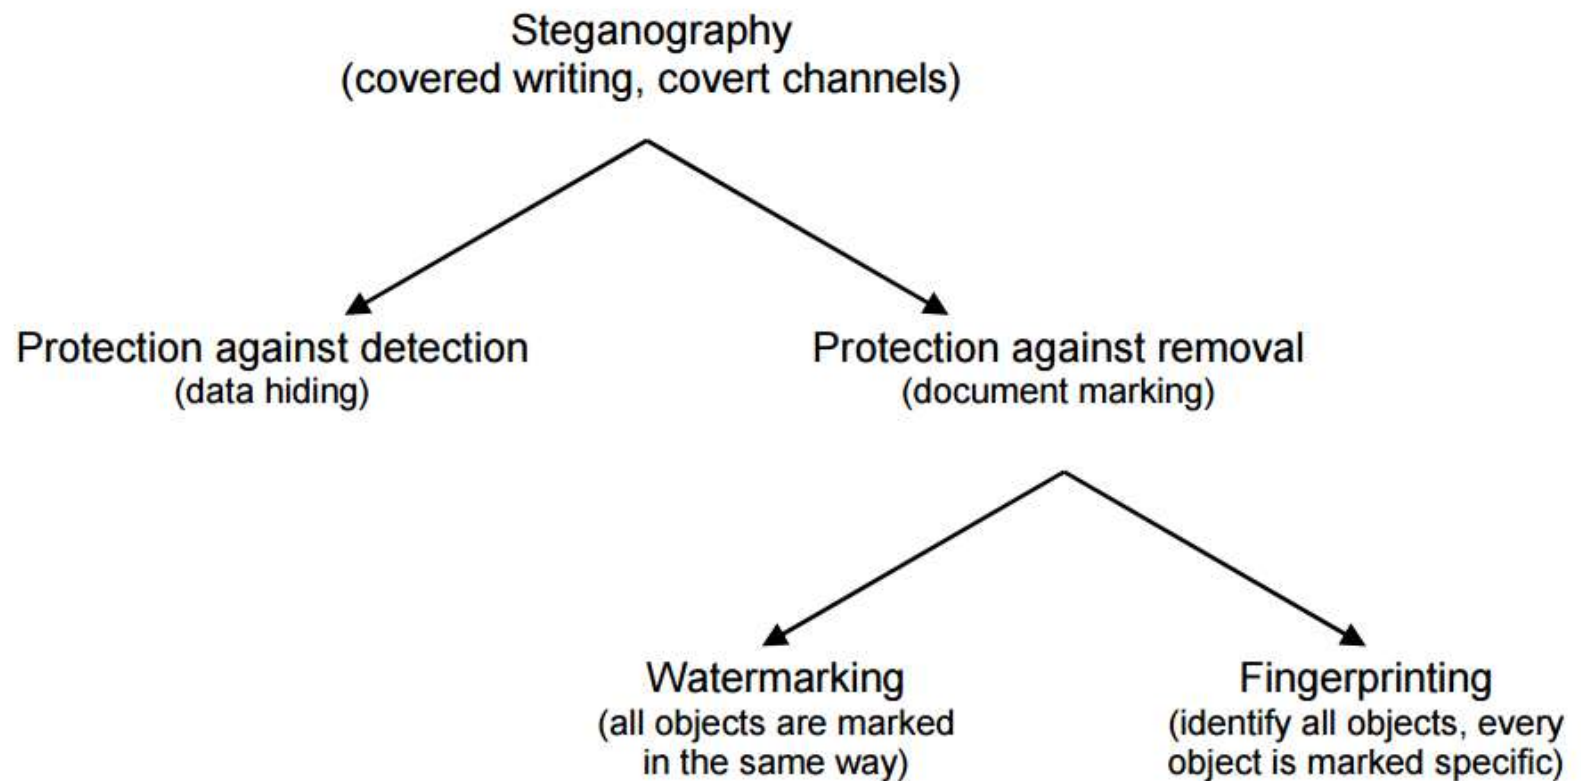 Steganography
(covered writing, covert channels)
Protection against detection
(data hiding)
Protection against removal
(document marking)
Watermarking
(all objects are marked
in the same way)
Fingerprinting
(identify all objects, every
object is marked specific)